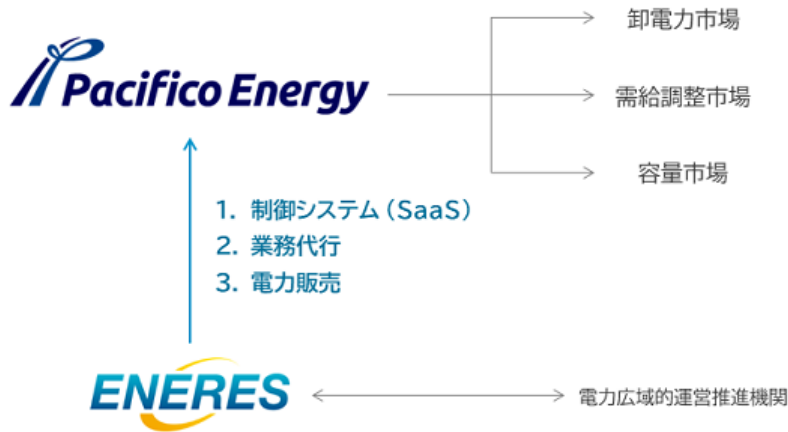 卸電力市場
Pacifico Energy
需給調整市場
容量市場
1. 制御システム（SaaS）
2. 業務代行
3. 電力販売
ENERES
電力広域的運営推進機関